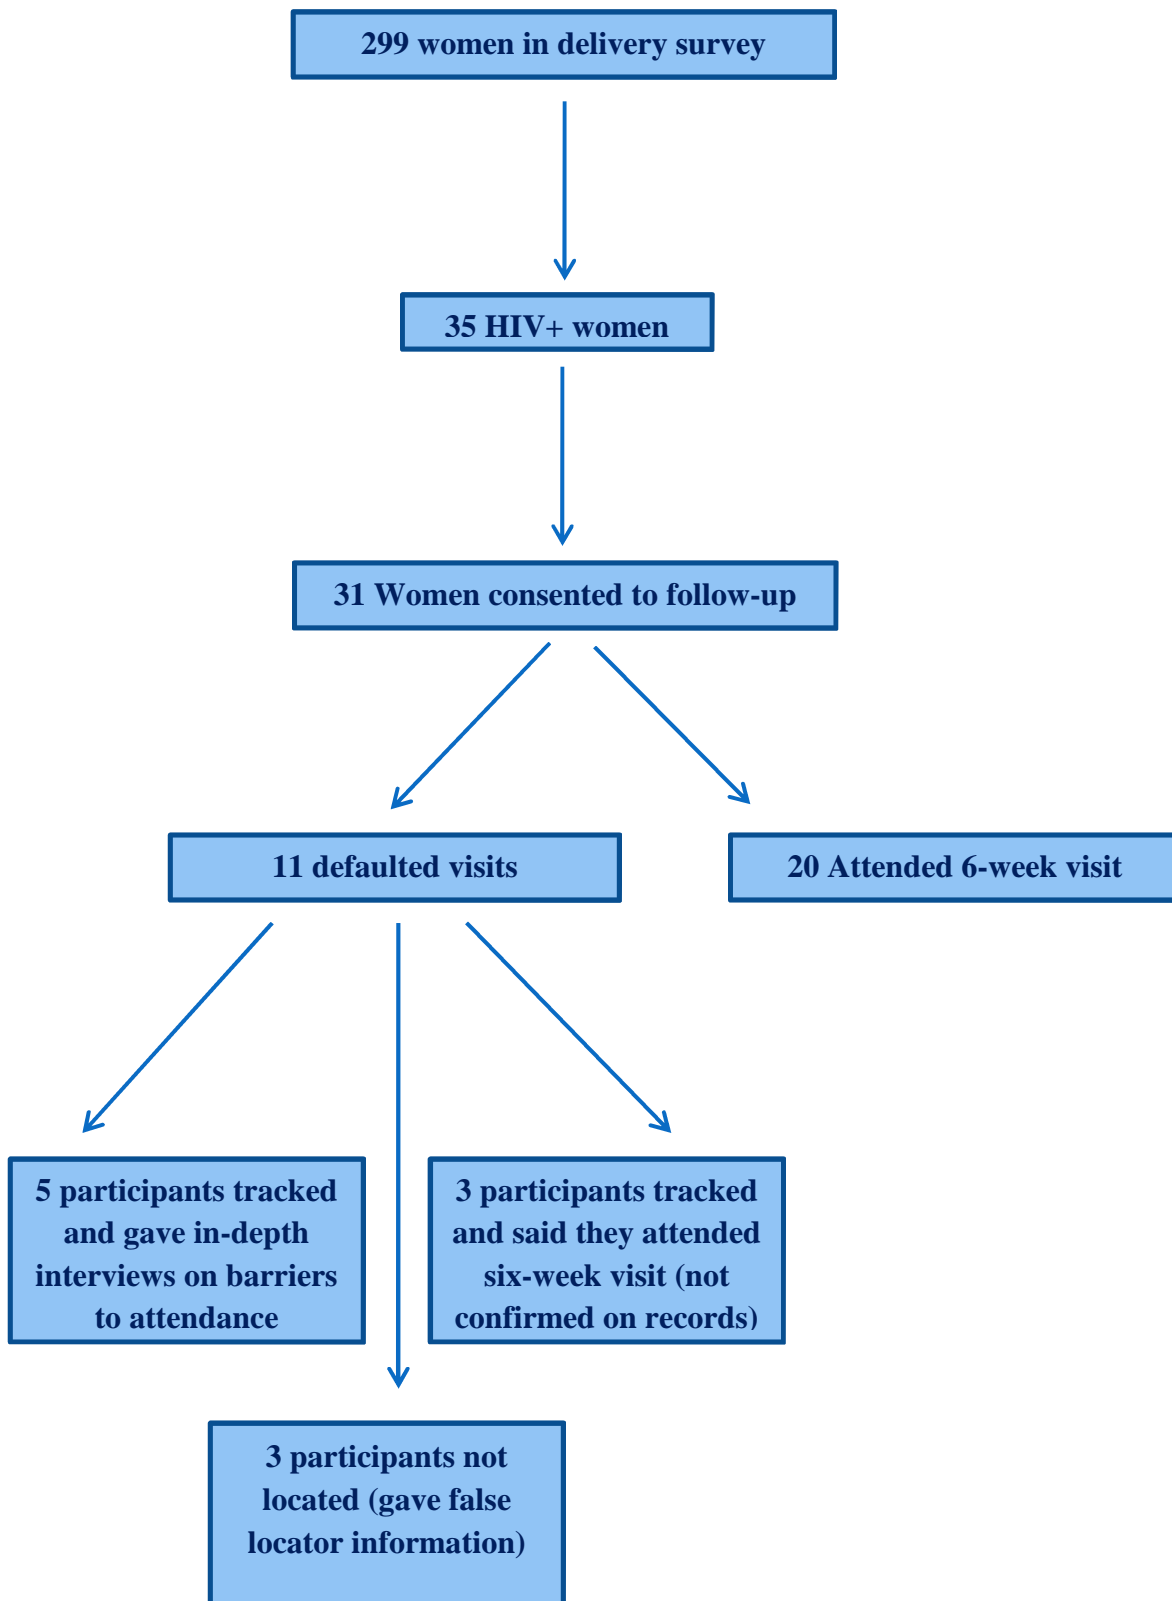 299 women in delivery survey
35 HIV+ women
31 Women consented to follow-up
11 defaulted visits
20 Attended 6-week visit
5 participants tracked
and gave in-depth
interviews on barriers
to attendance
3 participants tracked
and said they attended
six-week visit (not
confirmed on records)
3 participants not
located (gave false
locator information)